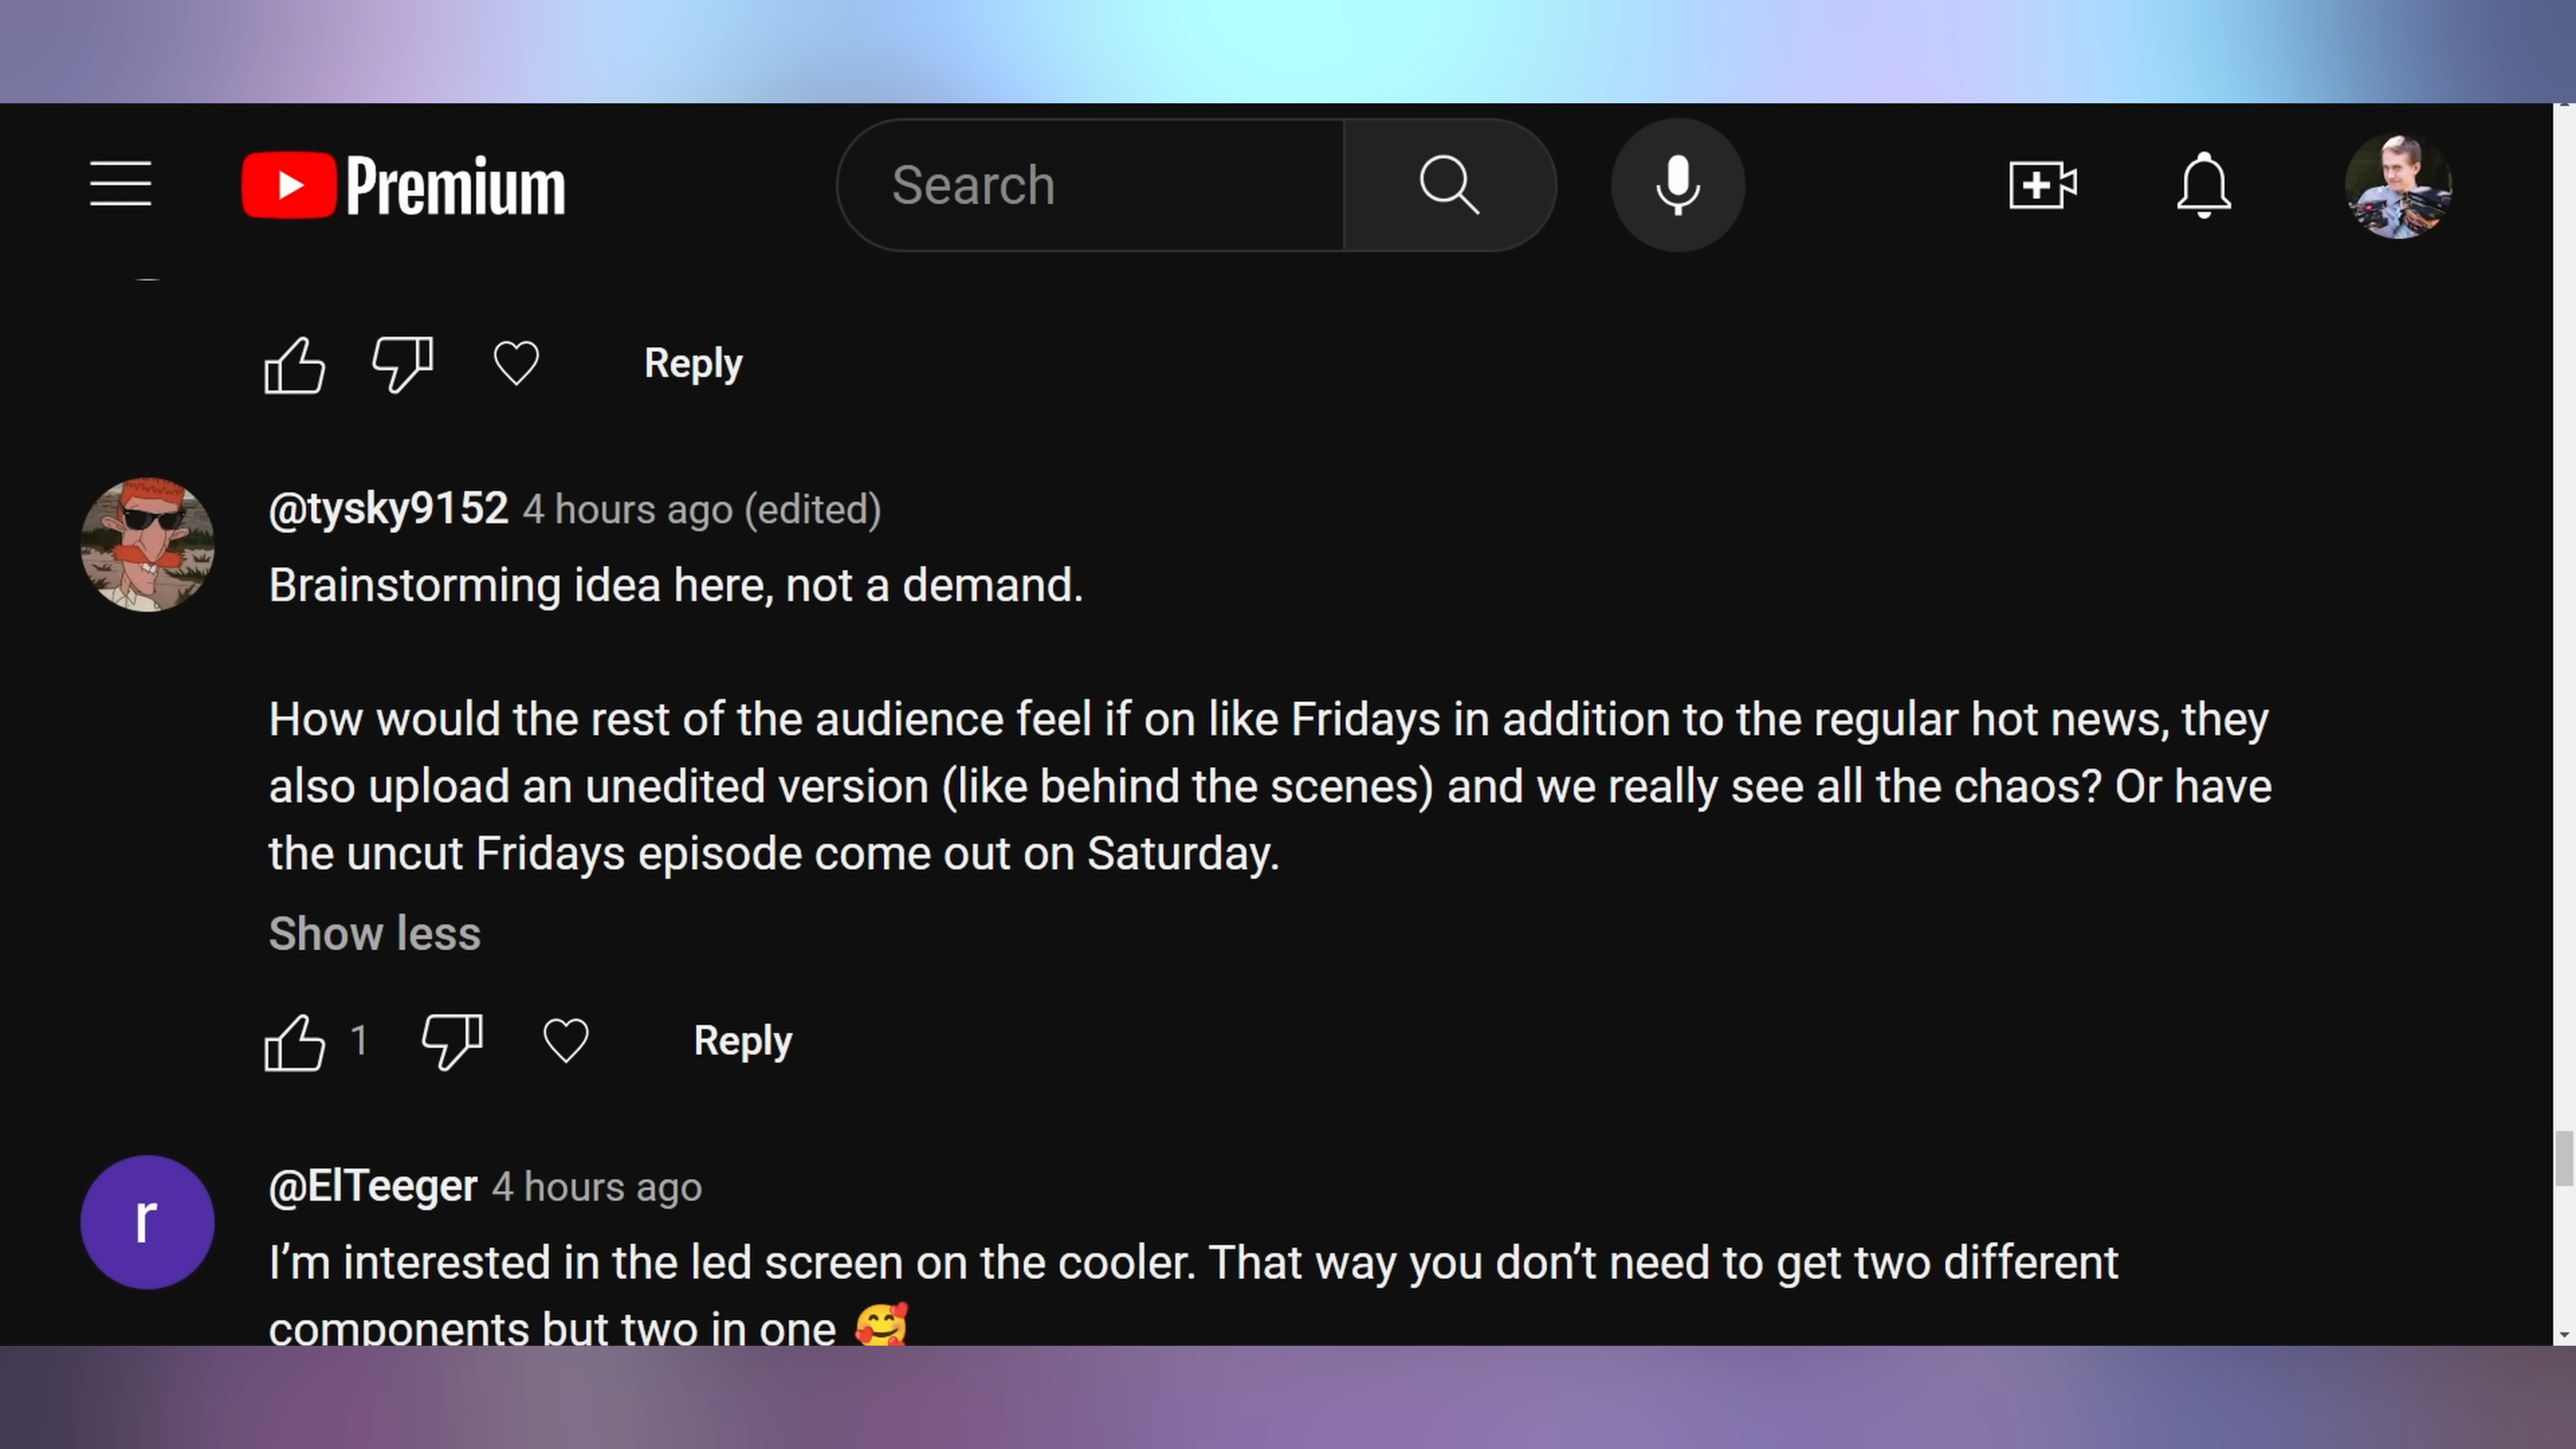 Premium
Search
Reply
@tysky9152 4 hours ago (edited)
Brainstorming idea here, not a demand.
How would the rest of the audience feel if on like Fridays in addition to the regular hot news, they
also upload an unedited version (like behind the scenes) and we really see all the chaos? Or have
the uncut Fridays episode come out on Saturday.
Show less
1 Reply
r
@ElTeeger 4 hours ago
I’m interested in the led screen on the cooler. That way you don’t need to get two different
components but two in one 🥰